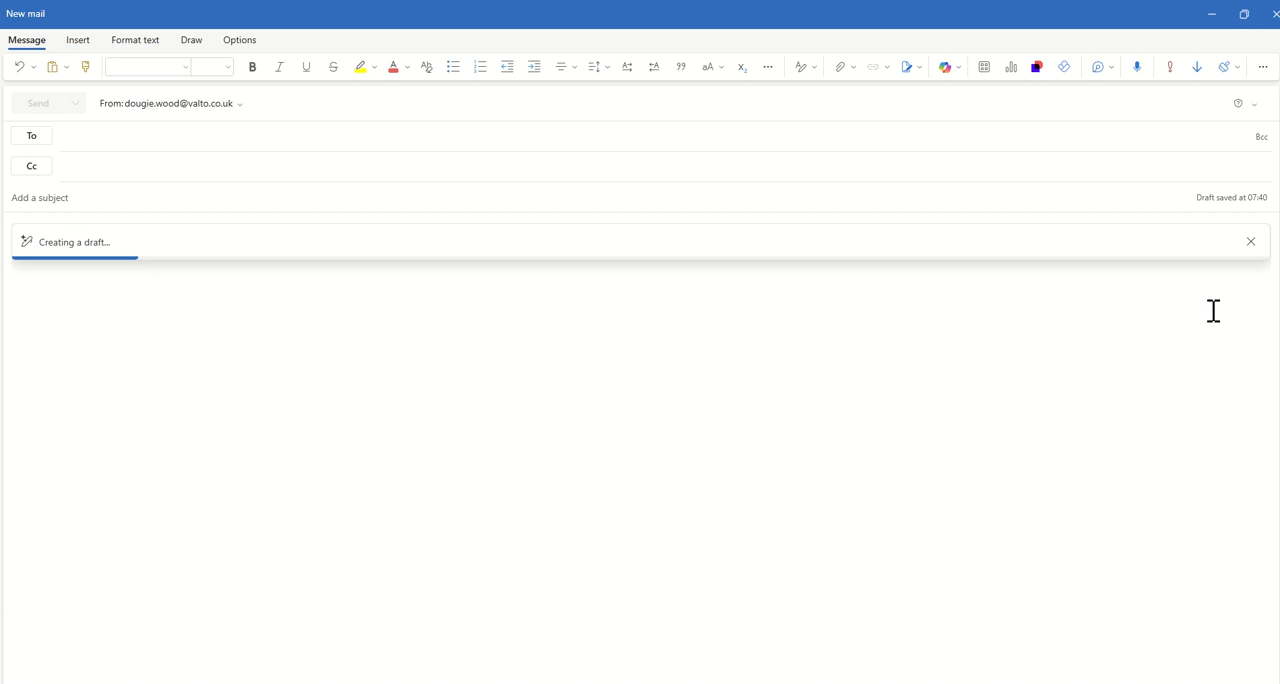 New mail
Message Insert Format text Draw Options
Send From: dougie.wood@valto.co.uk
To Bcc
Cc
Add a subject Draft saved at 07:40
Creating a draft...